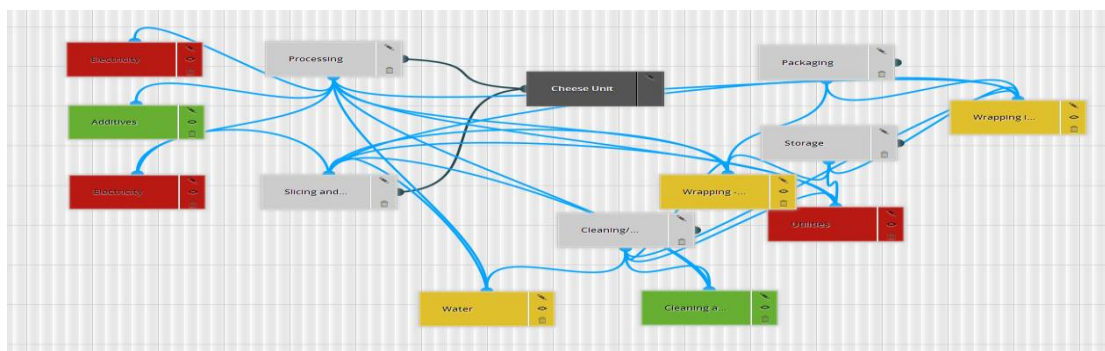 Electricity
Processing
Packaging
Cheese Unit
Additives
Wrapping I...
Storage
Electricity
Slicing and...
Wrapping -...
Cleaning/...
Utilities
Water
Cleaning a...